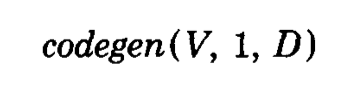 codegen(V, 1, D)